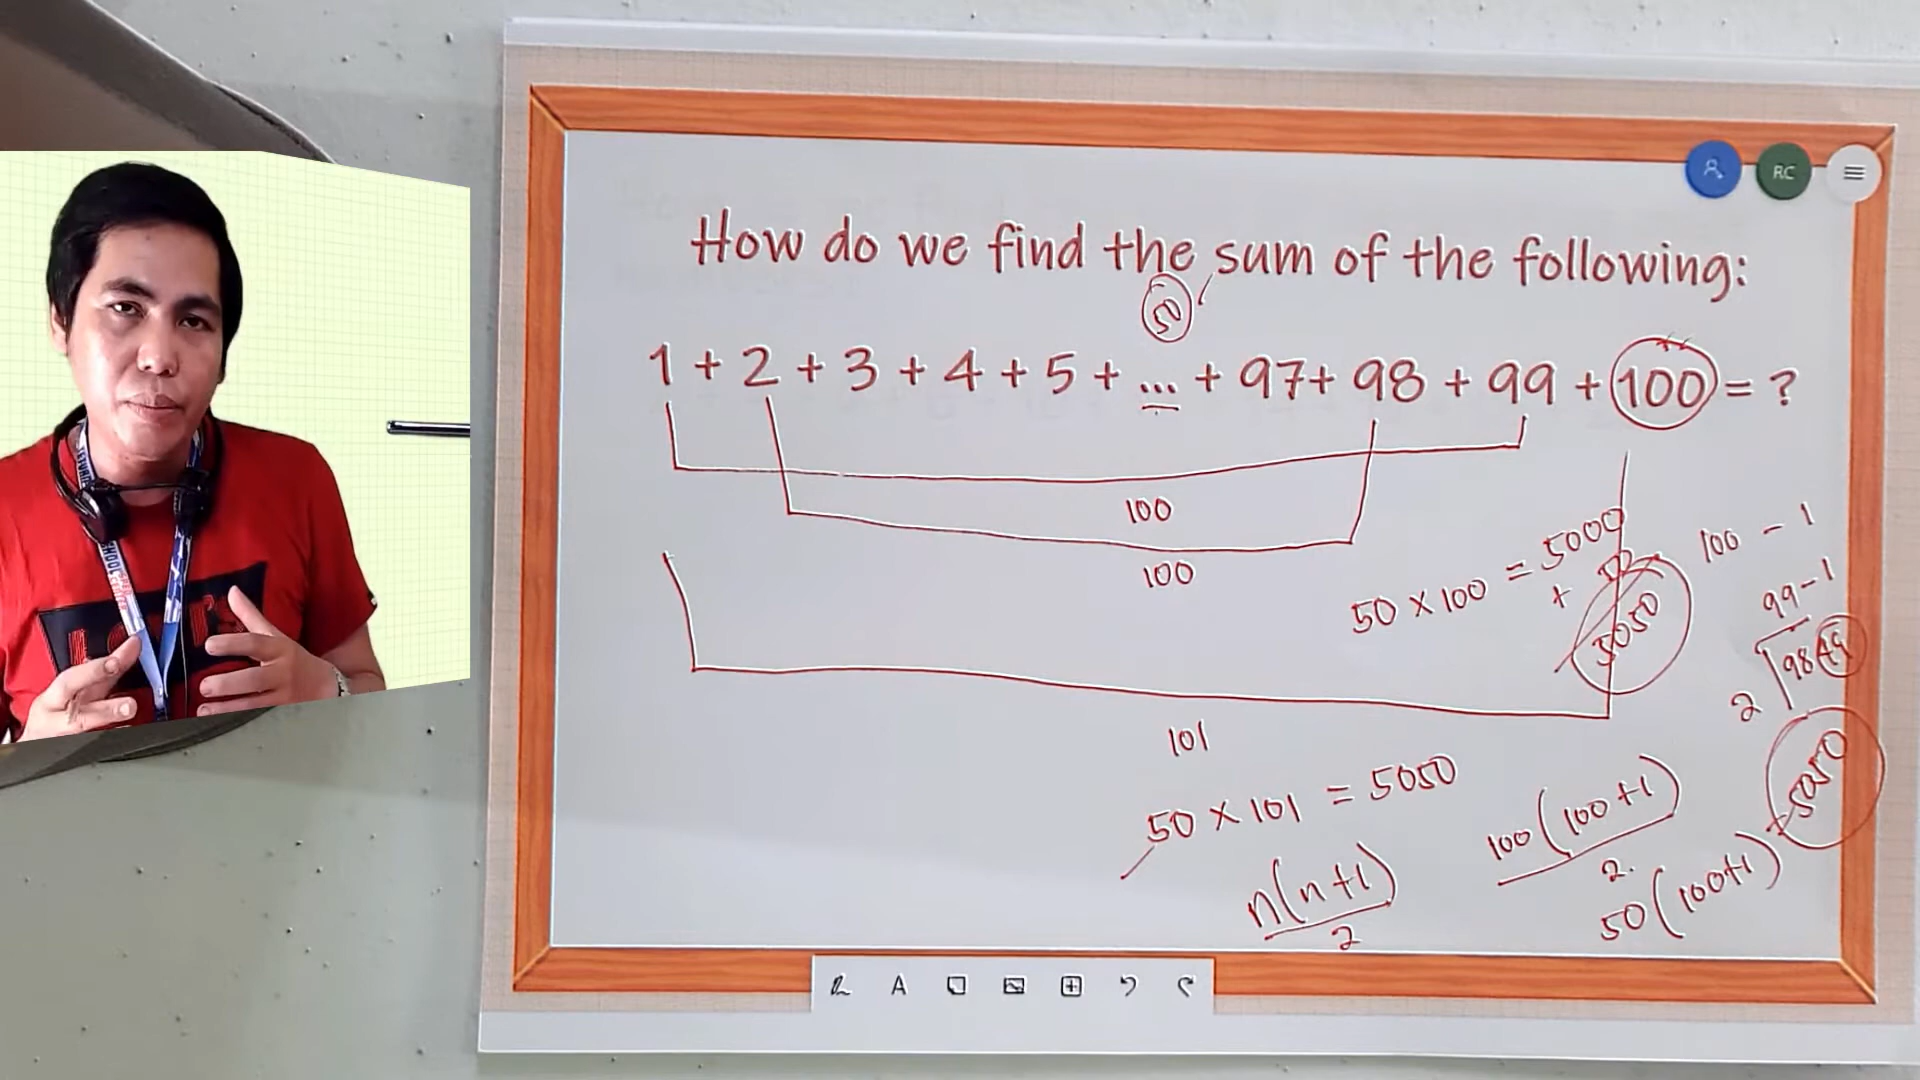 RC
How do we find the sum of the following:
50
1 + 2 + 3 + 4 + 5 + ... + 97 + 98 + 99 + 100 = ?
100
100
50 × 100 = 5000
+
5050
100 - 1
99 - 1
2 98 49
101
50 × 101 = 5050
n(n+1)
2
100(100+1)
2.
50(100+1)
5050
A